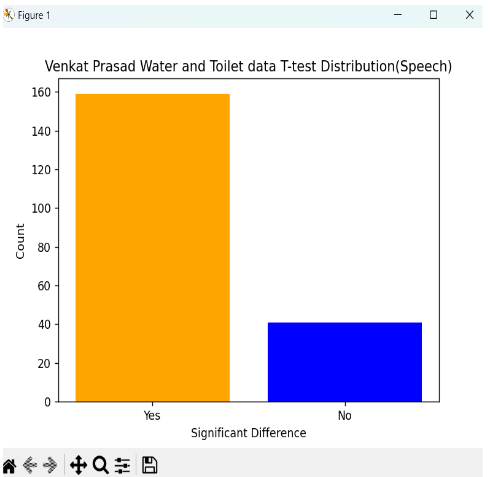 Figure 1
Venkat Prasad Water and Toilet data T-test Distribution(Speech)
160
140
120
100
80
60
40
20
0
Count
Yes
No
Significant Difference